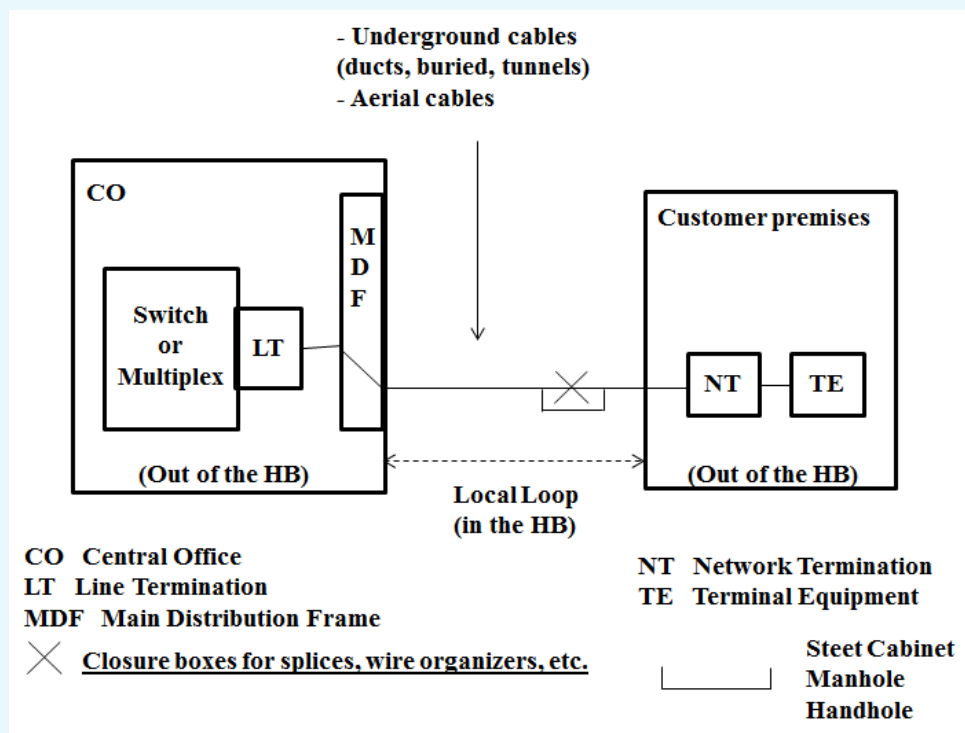 - Underground cables
(ducts, buried, tunnels)
- Aerial cables
CO
M
D
F
Switch
or
Multiplex
LT
(Out of the HB)
Customer premises
NT
TE
(Out of the HB)
Local Loop
(in the HB)
CO Central Office
LT Line Termination
MDF Main Distribution Frame
Closure boxes for splices, wire organizers, etc.
NT Network Termination
TE Terminal Equipment
Steet Cabinet
Manhole
Handhole